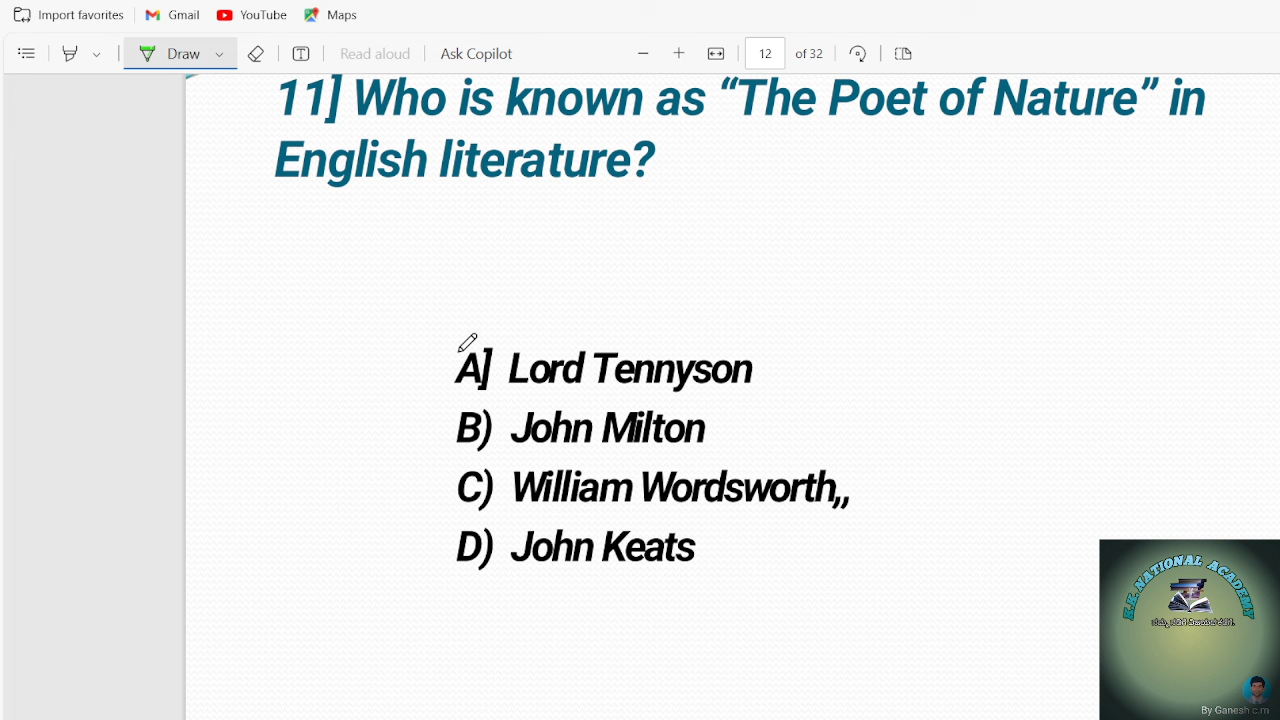 Import favorites Gmail YouTube Maps
Draw Read aloud Ask Copilot 12 of 32
11] Who is known as “The Poet of Nature” in
English literature?
A] Lord Tennyson
B) John Milton
C) William Wordsworth,,
D) John Keats
E.K. NATIONAL ACADEMY
By Ganesh c.m